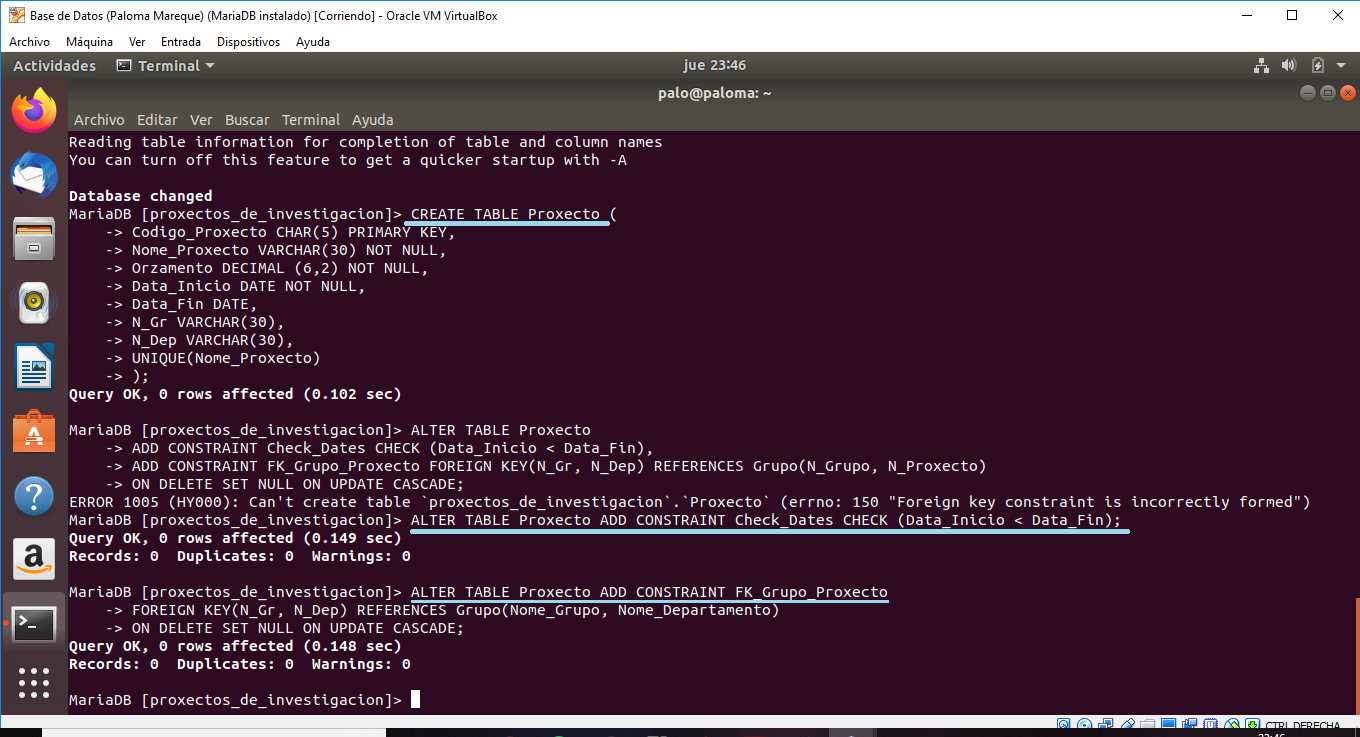 Base de Datos (Paloma Mareque) (MariaDB instalado) [Corriendo] - Oracle VM VirtualBox
Archivo Máquina Ver Entrada Dispositivos Ayuda
Actividades Terminal jue 23:46
palo@paloma: ~
Archivo Editar Ver Buscar Terminal Ayuda
Reading table information for completion of table and column names
You can turn off this feature to get a quicker startup with -A
Database changed
MariaDB [proxectos_de_investigacion]> CREATE TABLE Proxecto (
-> Codigo_Proxecto CHAR(5) PRIMARY KEY,
-> Nome_Proxecto VARCHAR(30) NOT NULL,
-> Orzamento DECIMAL (6,2) NOT NULL,
-> Data_Inicio DATE NOT NULL,
-> Data_Fin DATE,
-> N_Gr VARCHAR(30),
-> N_Dep VARCHAR(30),
-> UNIQUE(Nome_Proxecto)
-> );
Query OK, 0 rows affected (0.102 sec)
MariaDB [proxectos_de_investigacion]> ALTER TABLE Proxecto
-> ADD CONSTRAINT Check_Dates CHECK (Data_Inicio < Data_Fin),
-> ADD CONSTRAINT FK_Grupo_Proxecto FOREIGN KEY(N_Gr, N_Dep) REFERENCES Grupo(N_Grupo, N_Proxecto)
-> ON DELETE SET NULL ON UPDATE CASCADE;
ERROR 1005 (HY000): Can't create table `proxectos_de_investigacion`.`Proxecto` (errno: 150 "Foreign key constraint is incorrectly formed")
MariaDB [proxectos_de_investigacion]> ALTER TABLE Proxecto ADD CONSTRAINT Check_Dates CHECK (Data_Inicio < Data_Fin);
Query OK, 0 rows affected (0.149 sec)
Records: 0 Duplicates: 0 Warnings: 0
MariaDB [proxectos_de_investigacion]> ALTER TABLE Proxecto ADD CONSTRAINT FK_Grupo_Proxecto
-> FOREIGN KEY(N_Gr, N_Dep) REFERENCES Grupo(Nome_Grupo, Nome_Departamento)
-> ON DELETE SET NULL ON UPDATE CASCADE;
Query OK, 0 rows affected (0.148 sec)
Records: 0 Duplicates: 0 Warnings: 0
MariaDB [proxectos_de_investigacion]>
CTRL DERECHA
23:46